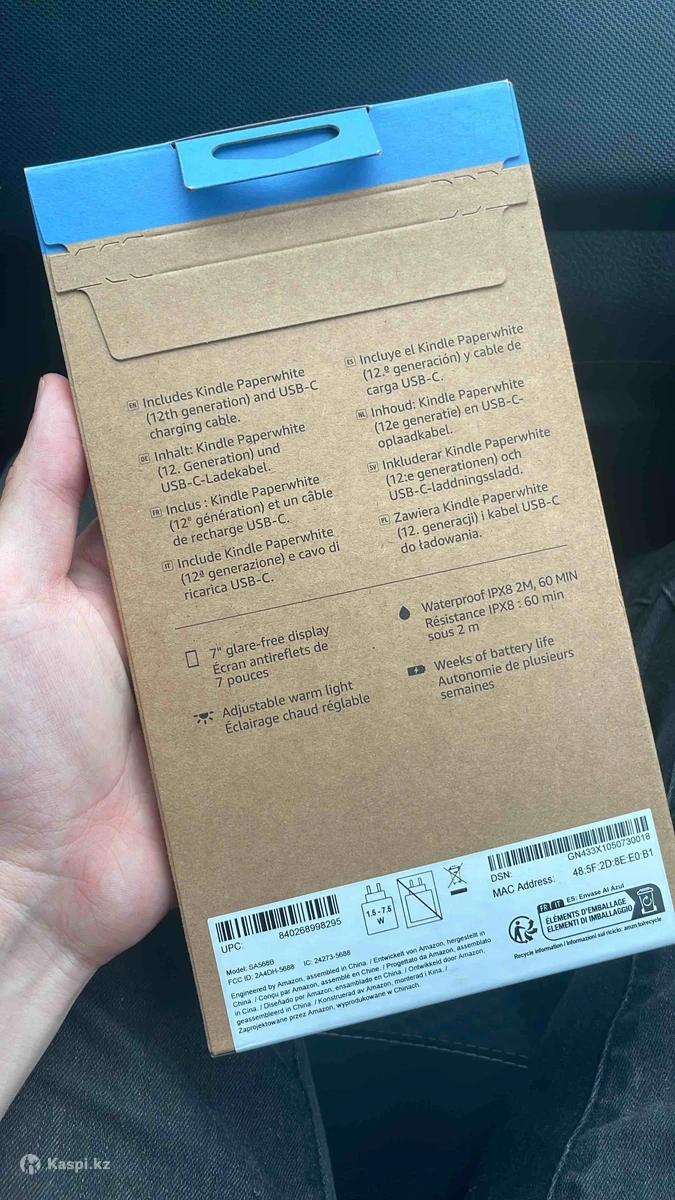 EN Includes Kindle Paperwhite
(12th generation) and USB-C
charging cable.
DE Inhalt: Kindle Paperwhite
(12. Generation) und
USB-C-Ladekabel.
FR Inclus : Kindle Paperwhite
(12ᵉ génération) et un câble
de recharge USB-C.
IT Include Kindle Paperwhite
(12ª generazione) e cavo di
ricarica USB-C.
ES Incluye el Kindle Paperwhite
(12.ª generación) y cable de
carga USB-C.
NL Inhoud: Kindle Paperwhite
(12e generatie) en USB-C-
oplaadkabel.
SV Inkluderar Kindle Paperwhite
(12:e generationen) och
USB-C-laddningssladd.
PL Zawiera Kindle Paperwhite
(12. generacji) i kabel USB-C
do ładowania.
7" glare-free display
Écran antireflets de
7 pouces
Adjustable warm light
Éclairage chaud réglable
Waterproof IPX8 2M, 60 MIN
Résistance IPX8 : 60 min
sous 2 m
Weeks of battery life
Autonomie de plusieurs
semaines
UPC: 840268998295
1.5 - 7.5
W
DSN: GN433X1050730018
MAC Address: 48:5F:2D:8E:E0:B1
Model: SA568B
FCC ID: 2A4DH-5688 IC: 24273-5688
Engineered by Amazon, assembled in China. / Entwickelt von Amazon, hergestellt in
China. / Conçu par Amazon, assemblé en Chine. / Progettato da Amazon, assemblato
in Cina. / Diseñado por Amazon, ensamblado en China. / Ontwikkeld door Amazon,
geassembleerd in China. / Konstruerad av Amazon, monterad i Kina. /
Zaprojektowane przez Amazon, wyprodukowane w Chinach.
FR IT ES: Envase Al Azul
ÉLÉMENTS D'EMBALLAGE
ELEMENTI DI IMBALLAGGIO
Recycle information / Informazioni sul riciclo: amzn.to/recycle
Kaspi.kz